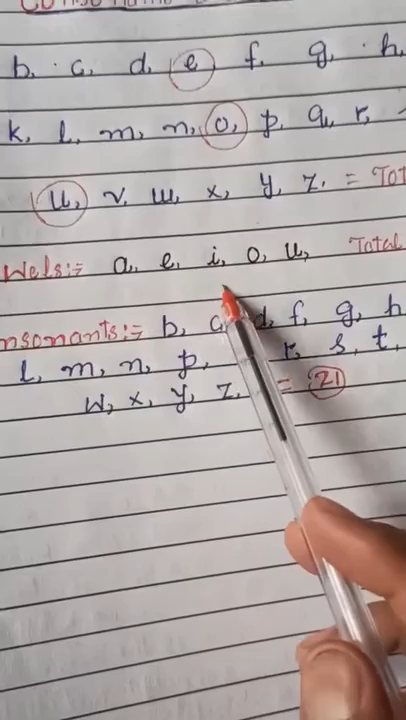 b. c, d, e, f, g, h,
k, l, m, n, o, p, q, r,
u, v, w, x, y, z, = Tot
Wels:- a, e, i, o, u, Total
nsonants:- b, c, d, f, g, h
l, m, n, p, r, s, t,
w, x, y, z, = 21